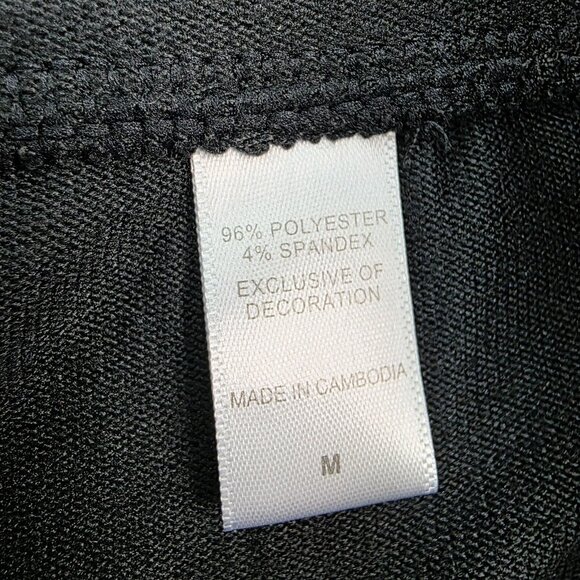 96% POLYESTER
4% SPANDEX
EXCLUSIVE OF
DECORATION
MADE IN CAMBODIA
M